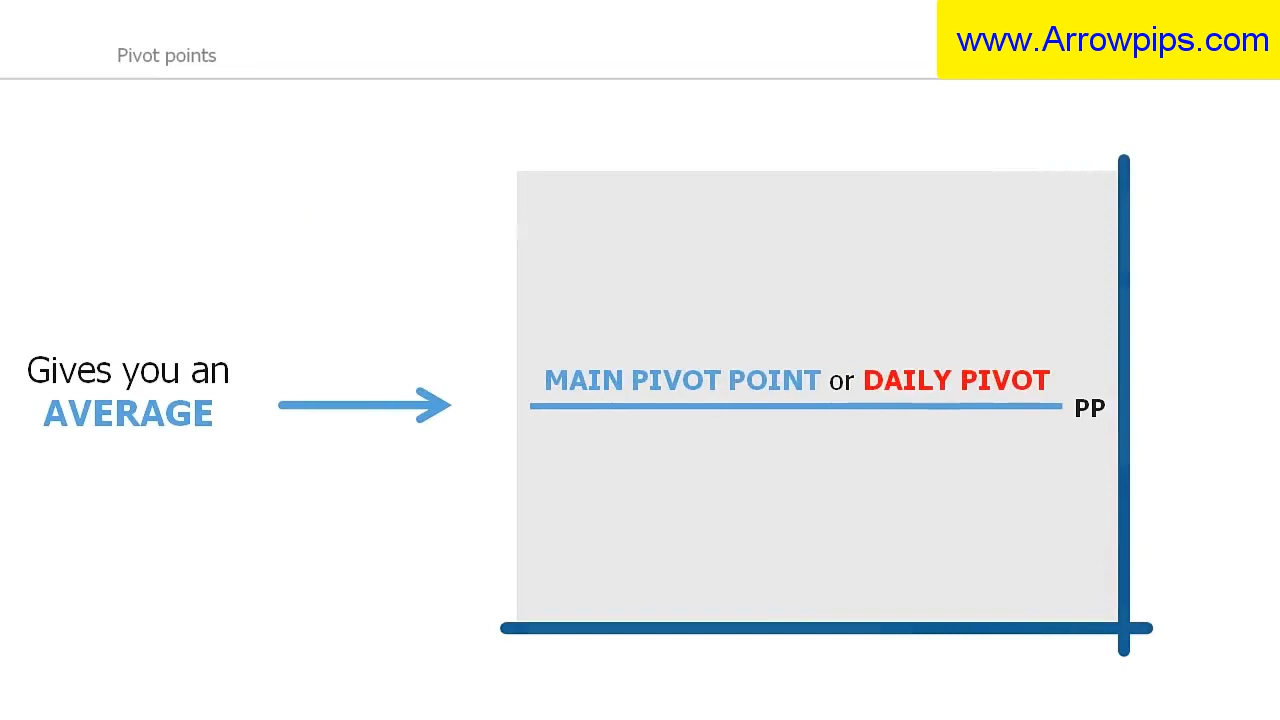 Pivot points
www.Arrowpips.com
Gives you an
AVERAGE
MAIN PIVOT POINT or DAILY PIVOT
PP